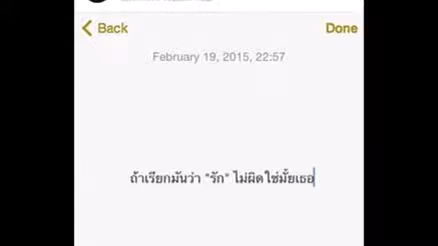 Back
Done
February 19, 2015, 22:57
ถ้าเรียกมันว่า "รัก" ไม่ผิดใช่มั้ยเธอ